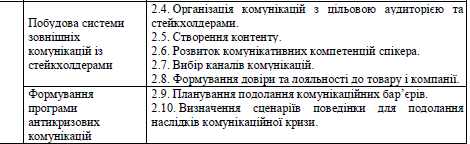 Побудова системи
зовнішніх
комунікацій із
стейкхолдерами
2.4. Організація комунікацій з цільовою аудиторією та
стейкхолдерами.
2.5. Створення контенту.
2.6. Розвиток комунікативних компетенцій спікера.
2.7. Вибір каналів комунікацій.
2.8. Формування довіри та лояльності до товару і компанії.
Формування
програми
антикризових
комунікацій
2.9. Планування подолання комунікаційних бар’єрів.
2.10. Визначення сценаріїв поведінки для подолання
наслідків комунікаційної кризи.